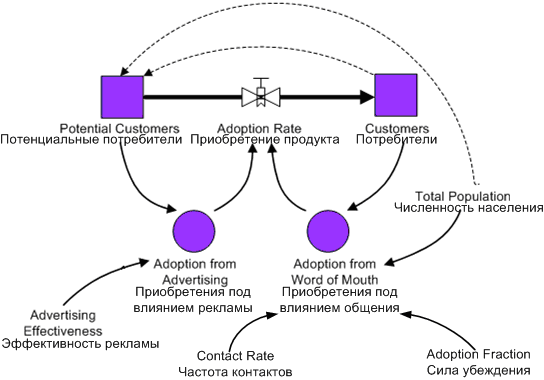 Potential Customers
Потенциальные потребители
Adoption Rate
Приобретение продукта
Customers
Потребители
Total Population
Численность населения
Adoption from
Advertising
Приобретения под
влиянием рекламы
Adoption from
Word of Mouth
Приобретения под
влиянием общения
Advertising
Effectiveness
Эффективность рекламы
Contact Rate
Частота контактов
Adoption Fraction
Сила убеждения